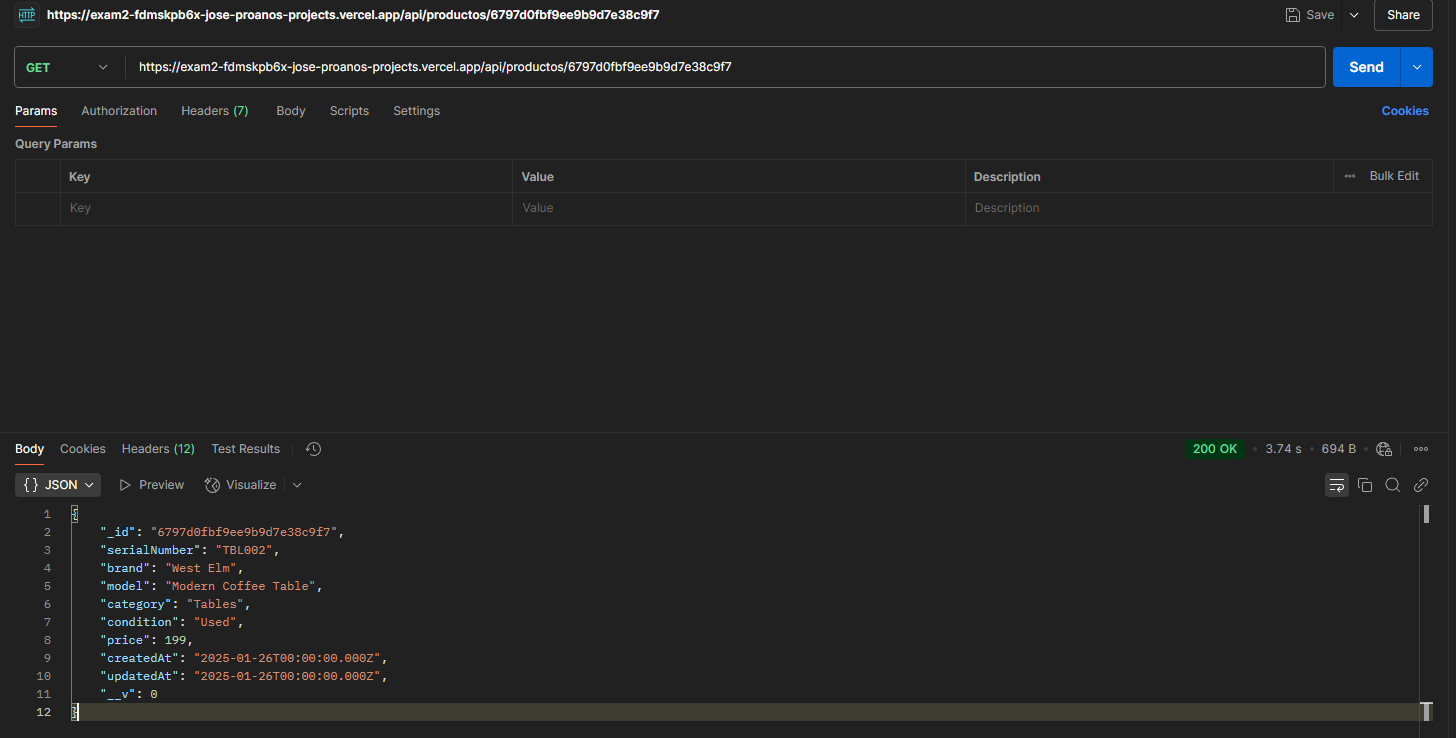 HTTP https://exam2-fdmskpb6x-jose-proanos-projects.vercel.app/api/productos/6797d0fbf9ee9b9d7e38c9f7 Save Share
GET https://exam2-fdmskpb6x-jose-proanos-projects.vercel.app/api/productos/6797d0fbf9ee9b9d7e38c9f7 Send
Params Authorization Headers (7) Body Scripts Settings Cookies
Query Params
Key Value Description Bulk Edit
Key Value Description
Body Cookies Headers (12) Test Results 200 OK • 3.74 s • 694 B
{} JSON Preview Visualize
1 {
2 "_id": "6797d0fbf9ee9b9d7e38c9f7",
3 "serialNumber": "TBL002",
4 "brand": "West Elm",
5 "model": "Modern Coffee Table",
6 "category": "Tables",
7 "condition": "Used",
8 "price": 199,
9 "createdAt": "2025-01-26T00:00:00.000Z",
10 "updatedAt": "2025-01-26T00:00:00.000Z",
11 "__v": 0
12 }